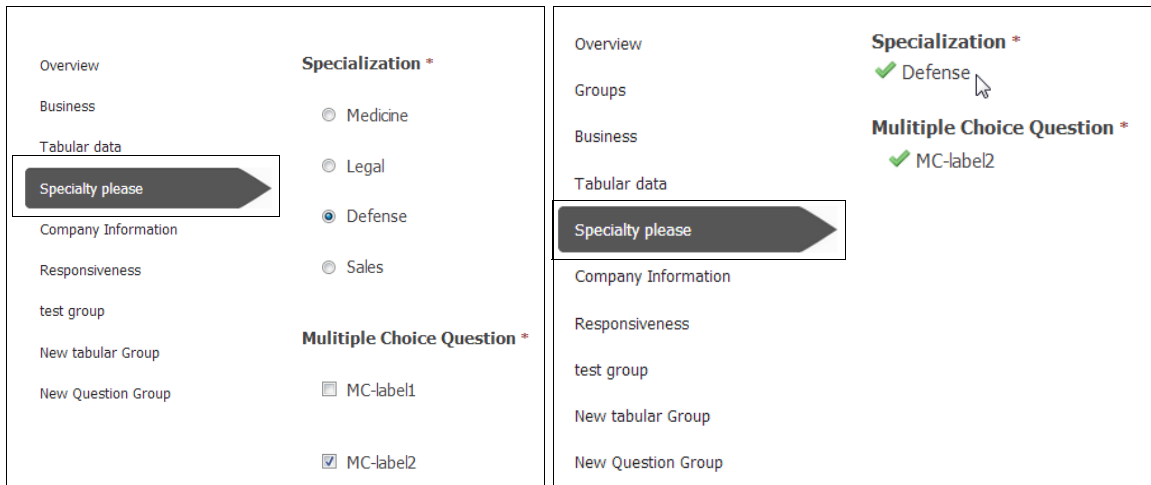 Overview
Business
Tabular data
Specialty please
Company Information
Responsiveness
test group
New tabular Group
New Question Group
Specialization *
Medicine
Legal
Defense
Sales
Mulitiple Choice Question *
MC-label1
MC-label2
Overview
Groups
Business
Tabular data
Specialty please
Company Information
Responsiveness
test group
New tabular Group
New Question Group
Specialization *
Defense
Mulitiple Choice Question *
MC-label2